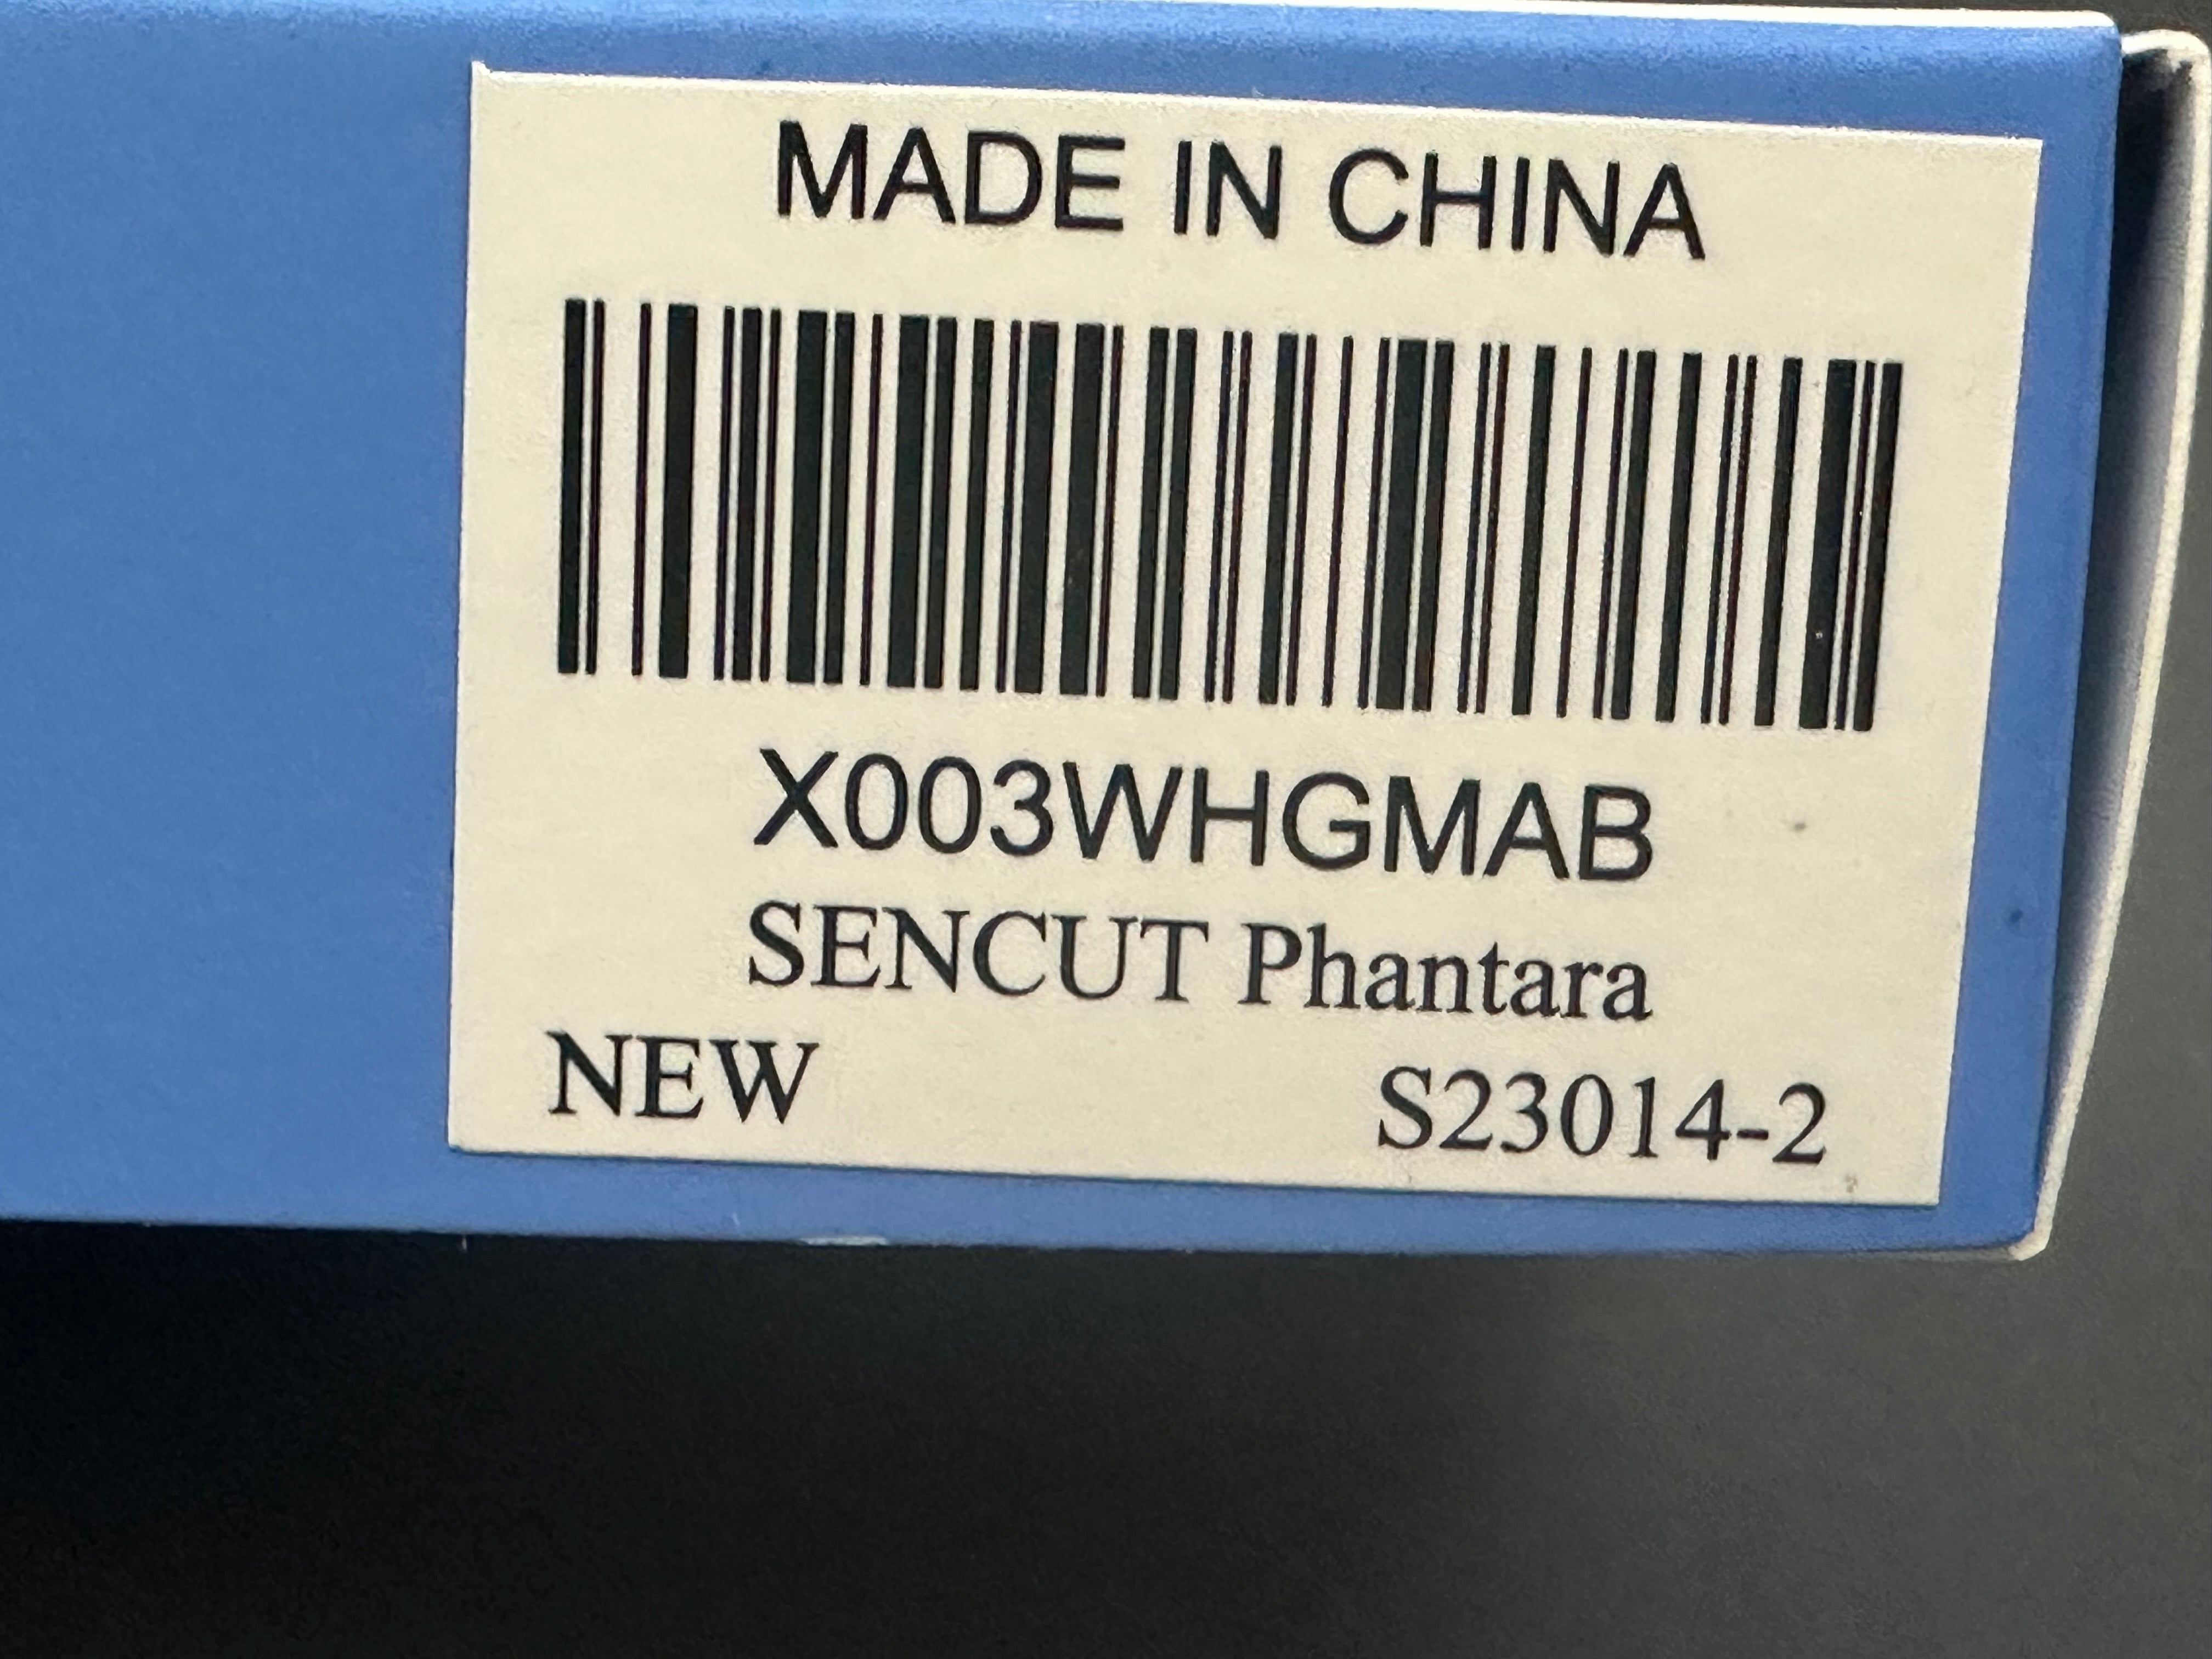 MADE IN CHINA
X003WHGMAB
SENCUT Phantara
NEW S23014-2